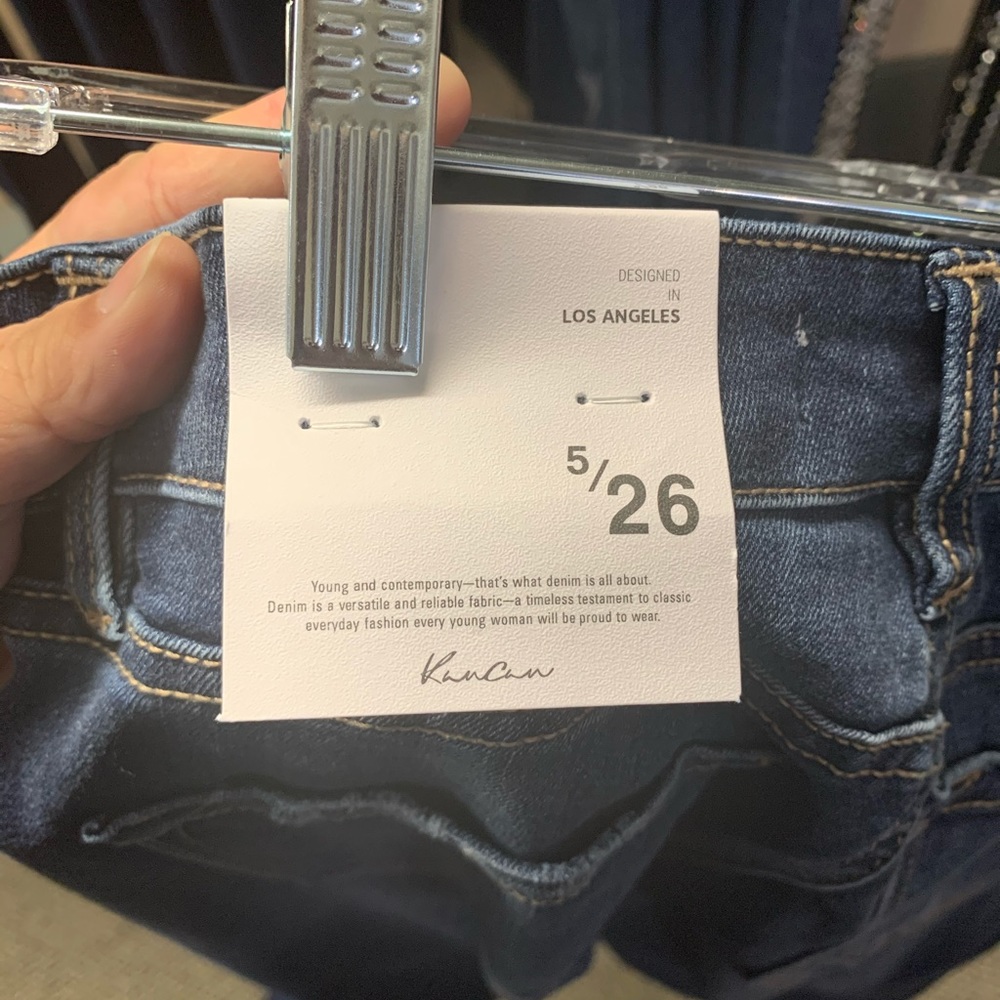 DESIGNED
IN
LOS ANGELES
5/26
Young and contemporary—that's what denim is all about.
Denim is a versatile and reliable fabric—a timeless testament to classic
everyday fashion every young woman will be proud to wear.
KanCan